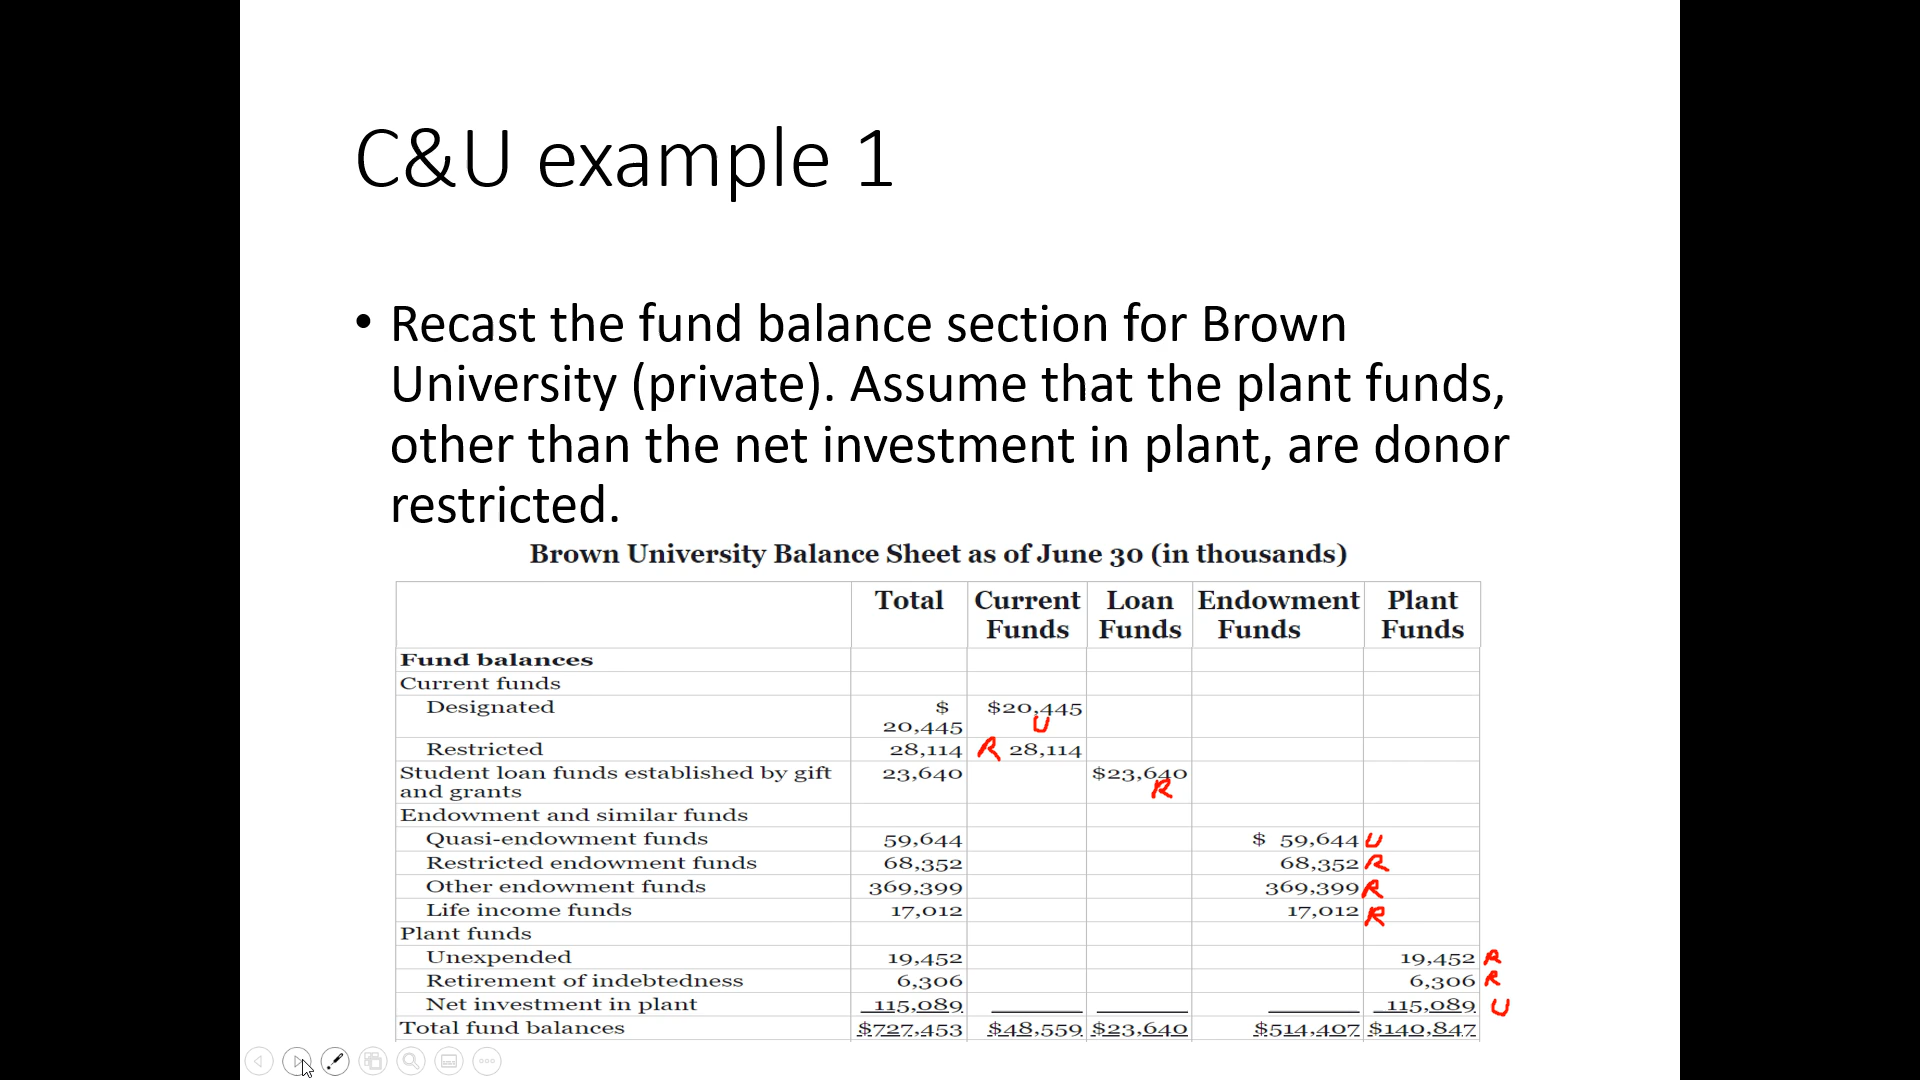 C&U example 1
• Recast the fund balance section for Brown
University (private). Assume that the plant funds,
other than the net investment in plant, are donor
restricted.
Brown University Balance Sheet as of June 30 (in thousands)
Total Current Funds Loan Funds Endowment Funds Plant Funds
Fund balances
Current funds
Designated $ 20,445 $20,445 U
Restricted 28,114 R 28,114
Student loan funds established by gift and grants 23,640 $23,640 R
Endowment and similar funds
Quasi-endowment funds 59,644 $ 59,644 U
Restricted endowment funds 68,352 68,352 R
Other endowment funds 369,399 369,399 R
Life income funds 17,012 17,012 R
Plant funds
Unexpended 19,452 19,452 R
Retirement of indebtedness 6,306 6,306 R
Net investment in plant 115,089 115,089 U
Total fund balances $727,453 $48,559 $23,640 $514,407 $140,847